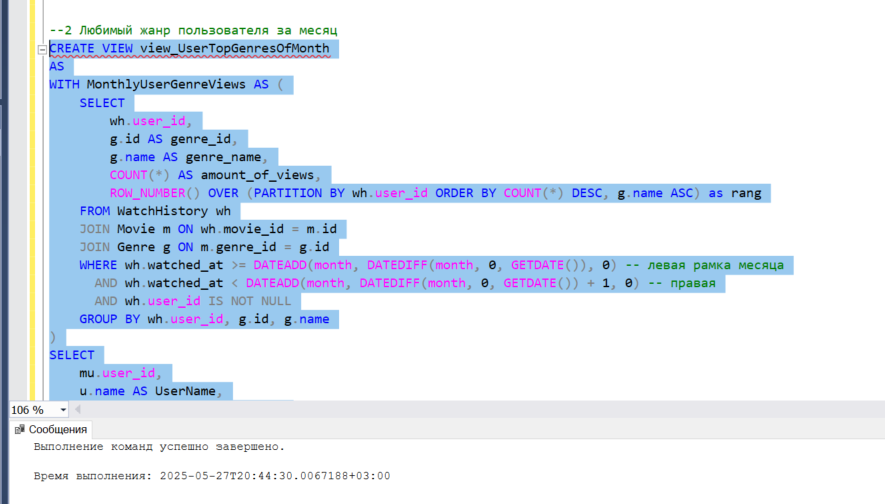 --2 Любимый жанр пользователя за месяц
CREATE VIEW view_UserTopGenresOfMonth
AS
WITH MonthlyUserGenreViews AS (
    SELECT
        wh.user_id,
        g.id AS genre_id,
        g.name AS genre_name,
        COUNT(*) AS amount_of_views,
        ROW_NUMBER() OVER (PARTITION BY wh.user_id ORDER BY COUNT(*) DESC, g.name ASC) as rang
    FROM WatchHistory wh
    JOIN Movie m ON wh.movie_id = m.id
    JOIN Genre g ON m.genre_id = g.id
    WHERE wh.watched_at >= DATEADD(month, DATEDIFF(month, 0, GETDATE()), 0) -- левая рамка месяца
      AND wh.watched_at < DATEADD(month, DATEDIFF(month, 0, GETDATE()) + 1, 0) -- правая
      AND wh.user_id IS NOT NULL
    GROUP BY wh.user_id, g.id, g.name
)
SELECT
    mu.user_id,
    u.name AS UserName,
106 %
Сообщения
Выполнение команд успешно завершено.
Время выполнения: 2025-05-27T20:44:30.0067188+03:00